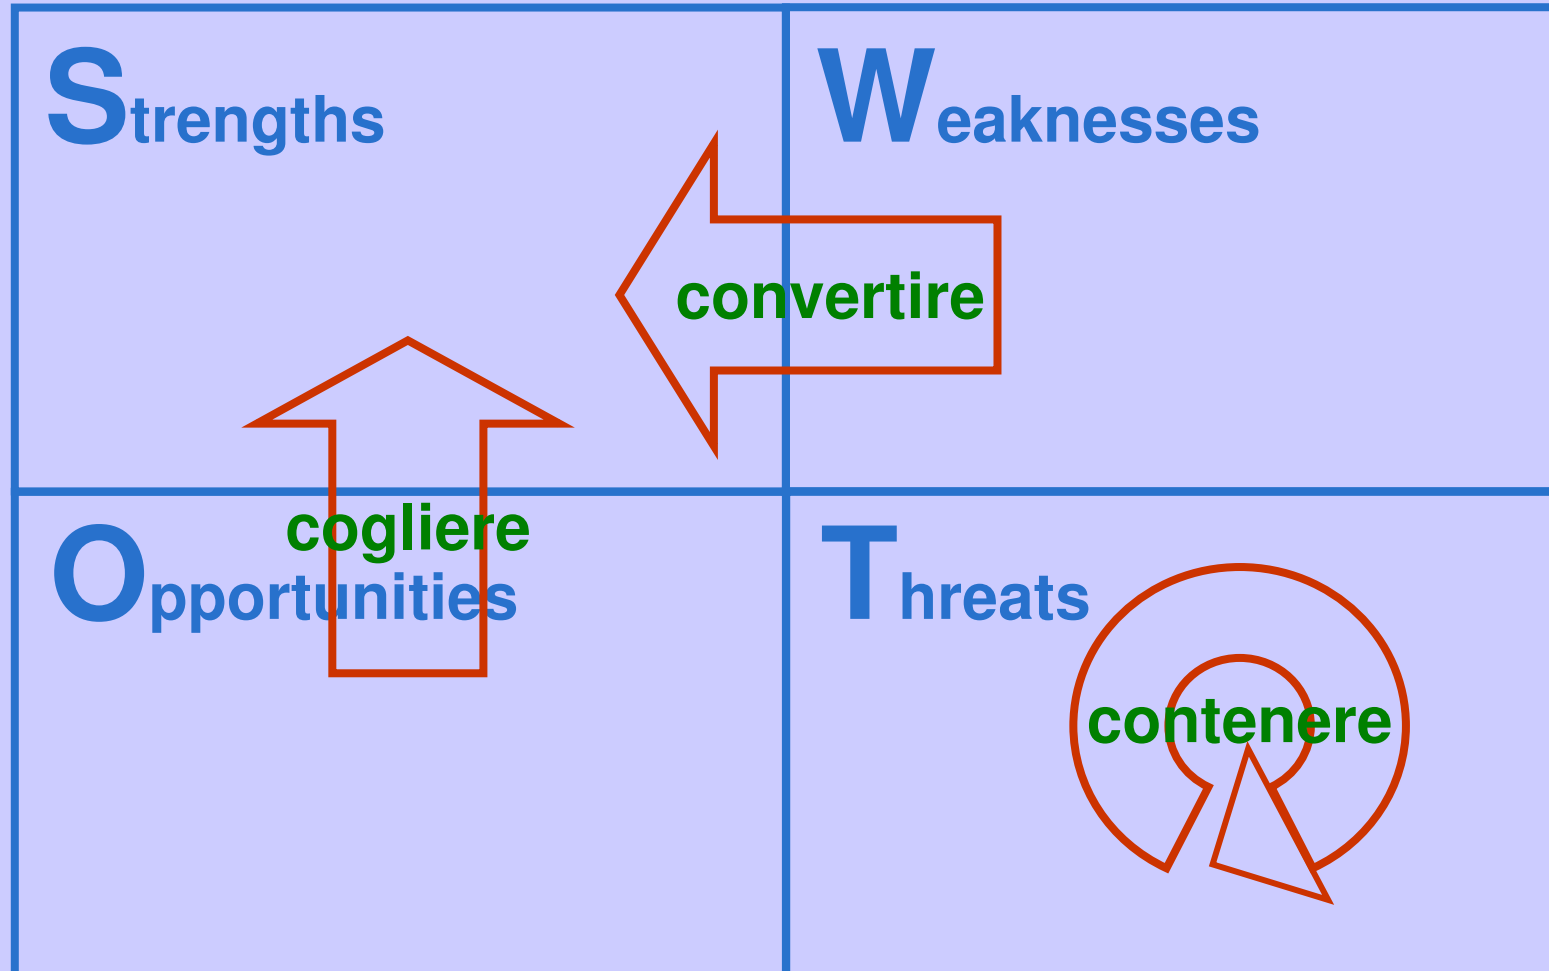 Strengths
Weaknesses
convertire
cogliere
Opportunities
Threats
contenere